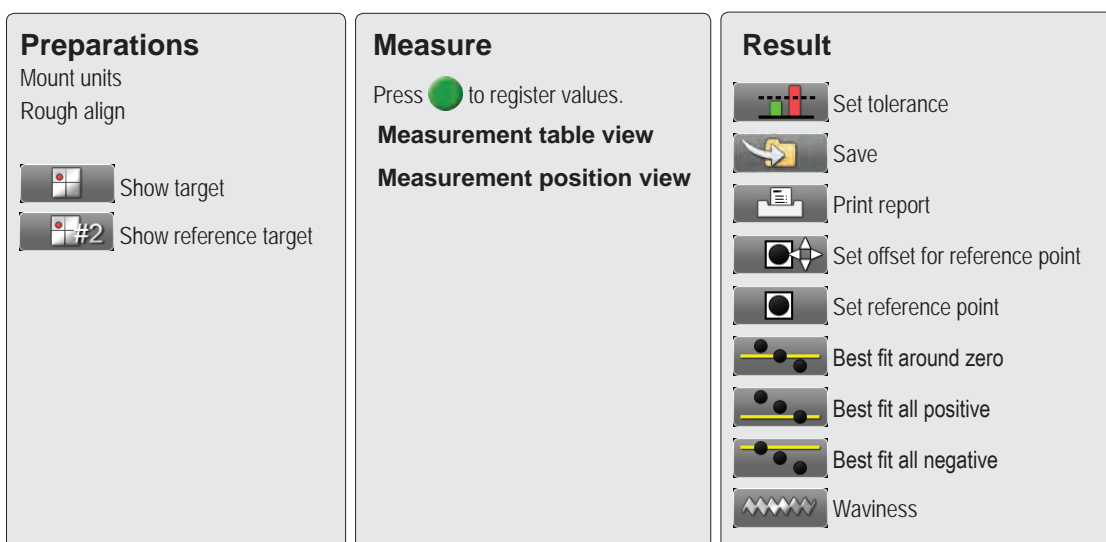 Preparations
Mount units
Rough align
Show target
#2 Show reference target
Measure
Press to register values.
Measurement table view
Measurement position view
Result
Set tolerance
Save
Print report
Set offset for reference point
Set reference point
Best fit around zero
Best fit all positive
Best fit all negative
Waviness